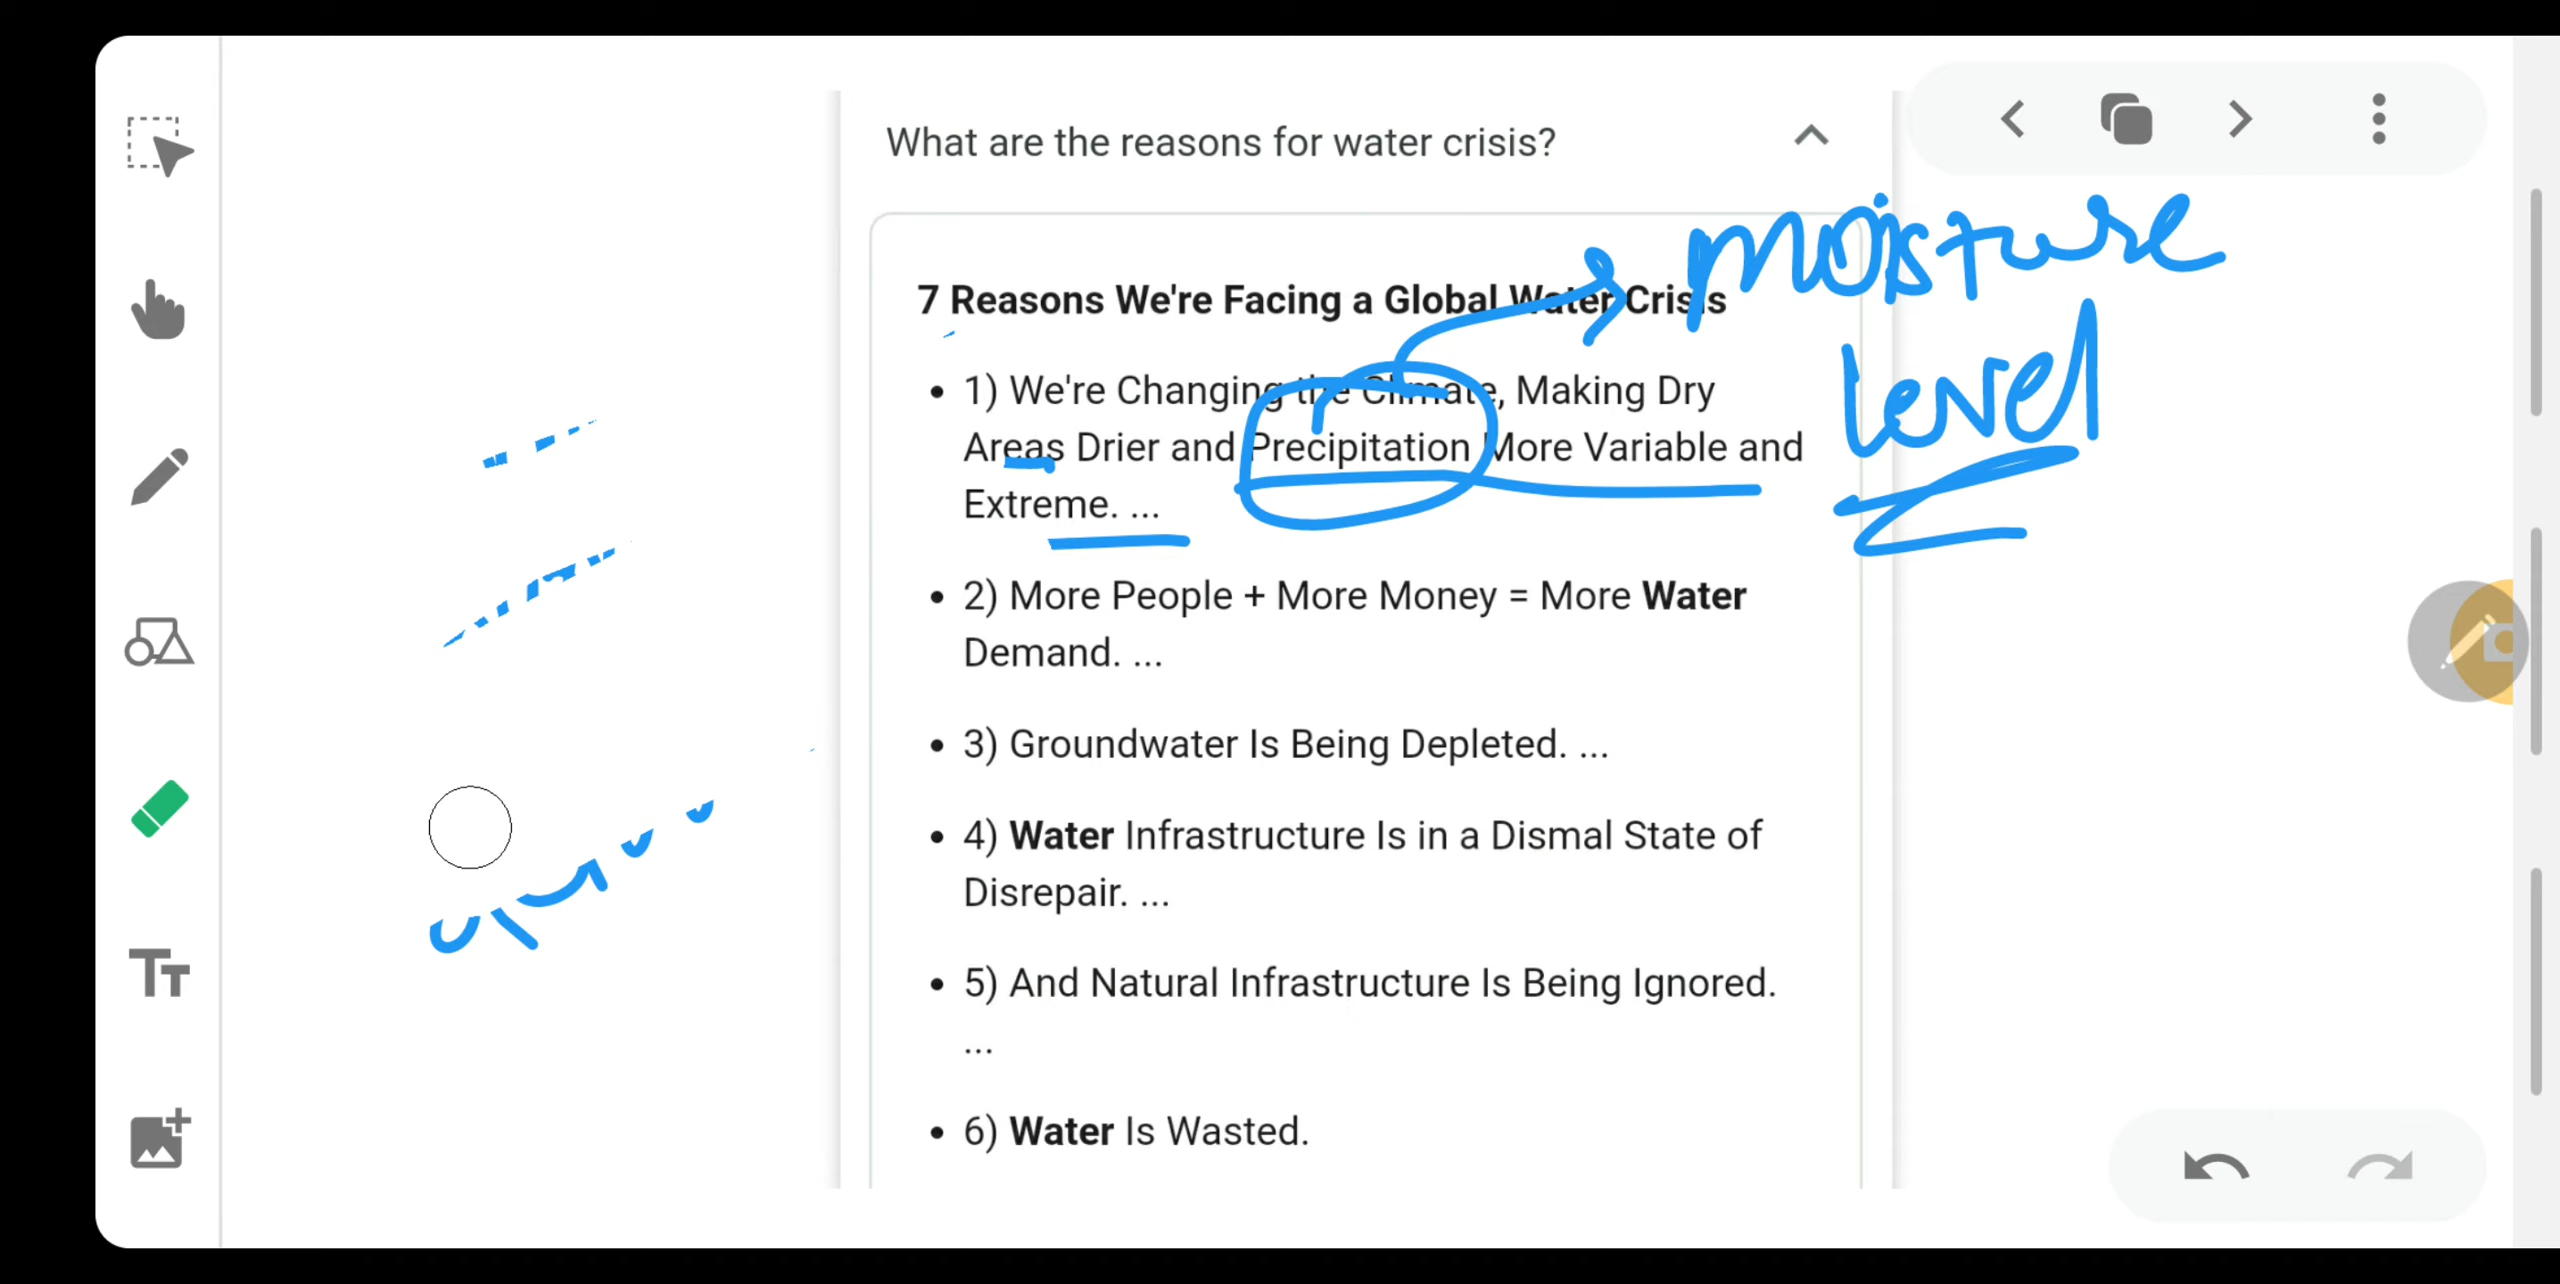 What are the reasons for water crisis?
moisture
7 Reasons We're Facing a Global Water Crisis
level
1) We're Changing the Climate, Making Dry
Areas Drier and Precipitation More Variable and
Extreme. ...
2) More People + More Money = More Water
Demand. ...
3) Groundwater Is Being Depleted. ...
4) Water Infrastructure Is in a Dismal State of
Disrepair. ...
5) And Natural Infrastructure Is Being Ignored.
...
6) Water Is Wasted.
Tт